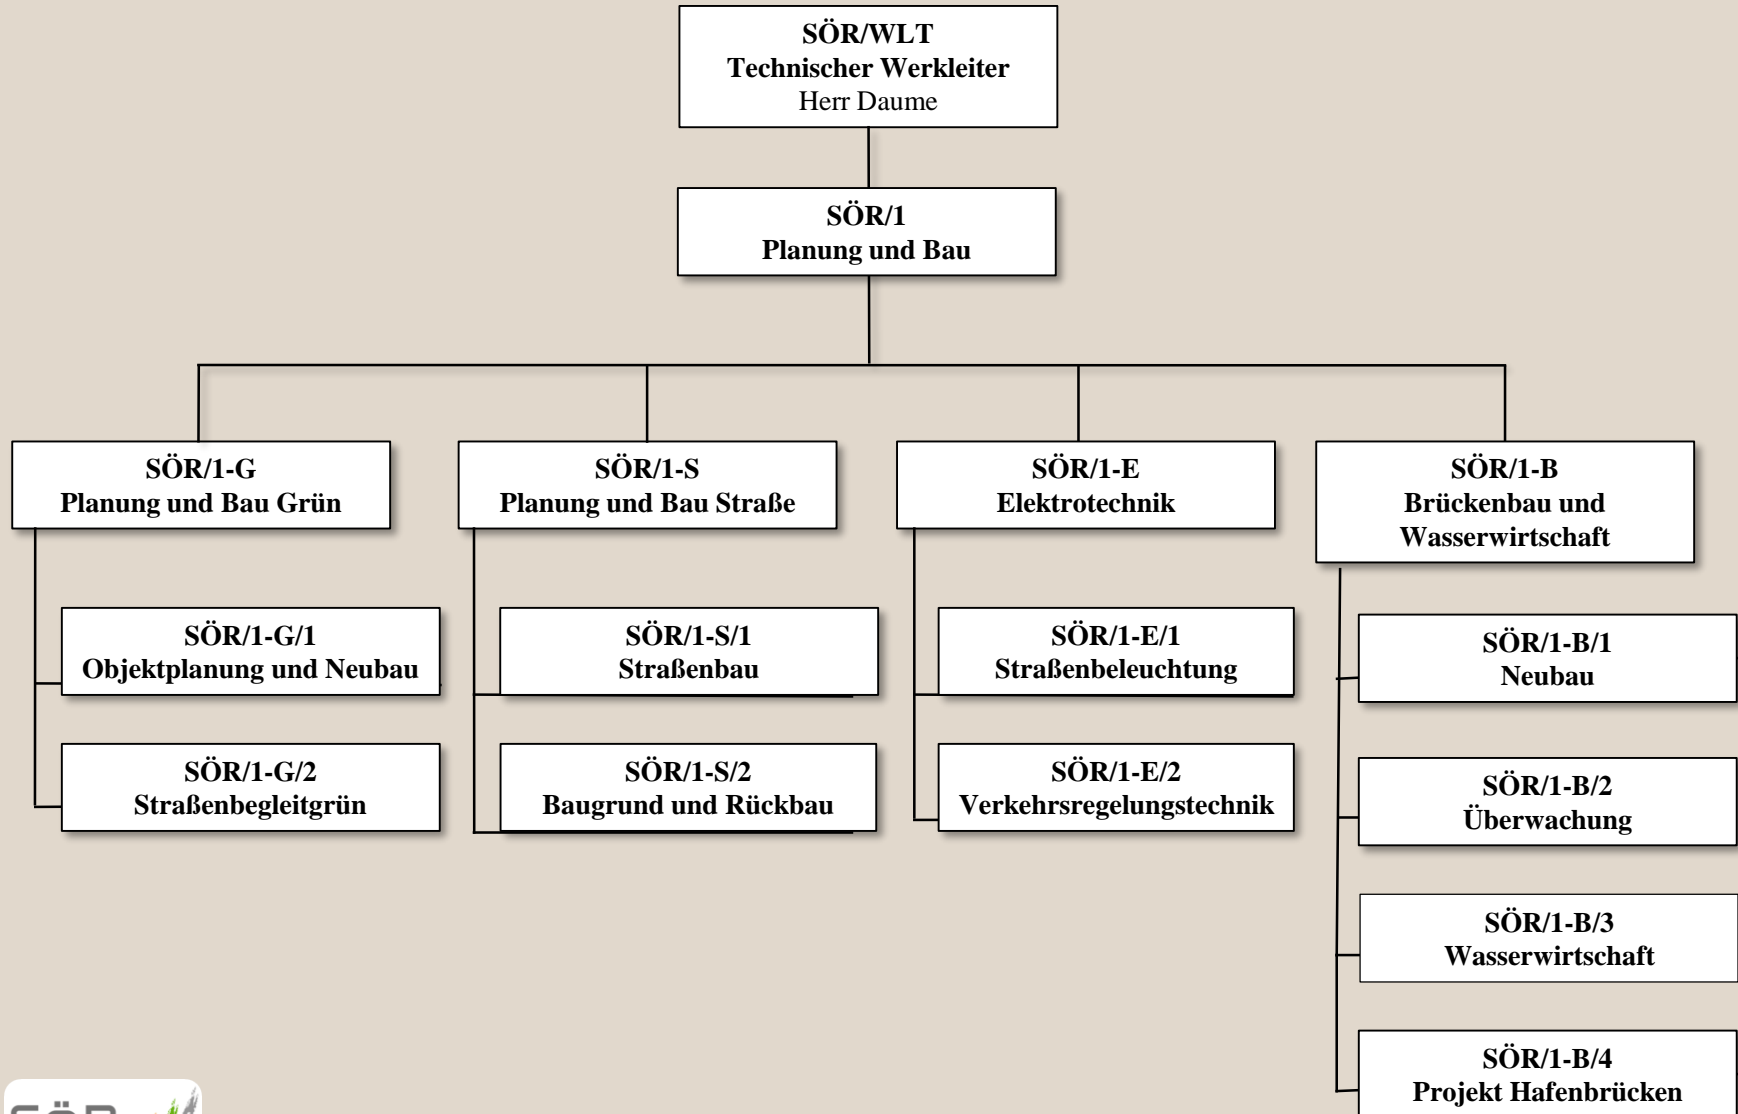 SÖR/WLT
Technischer Werkleiter
Herr Daume
SÖR/1
Planung und Bau
SÖR/1-G
Planung und Bau Grün
SÖR/1-S
Planung und Bau Straße
SÖR/1-E
Elektrotechnik
SÖR/1-B
Brückenbau und
Wasserwirtschaft
SÖR/1-G/1
Objektplanung und Neubau
SÖR/1-S/1
Straßenbau
SÖR/1-E/1
Straßenbeleuchtung
SÖR/1-B/1
Neubau
SÖR/1-G/2
Straßenbegleitgrün
SÖR/1-S/2
Baugrund und Rückbau
SÖR/1-E/2
Verkehrsregelungstechnik
SÖR/1-B/2
Überwachung
SÖR/1-B/3
Wasserwirtschaft
SÖR/1-B/4
Projekt Hafenbrücken
SÖR